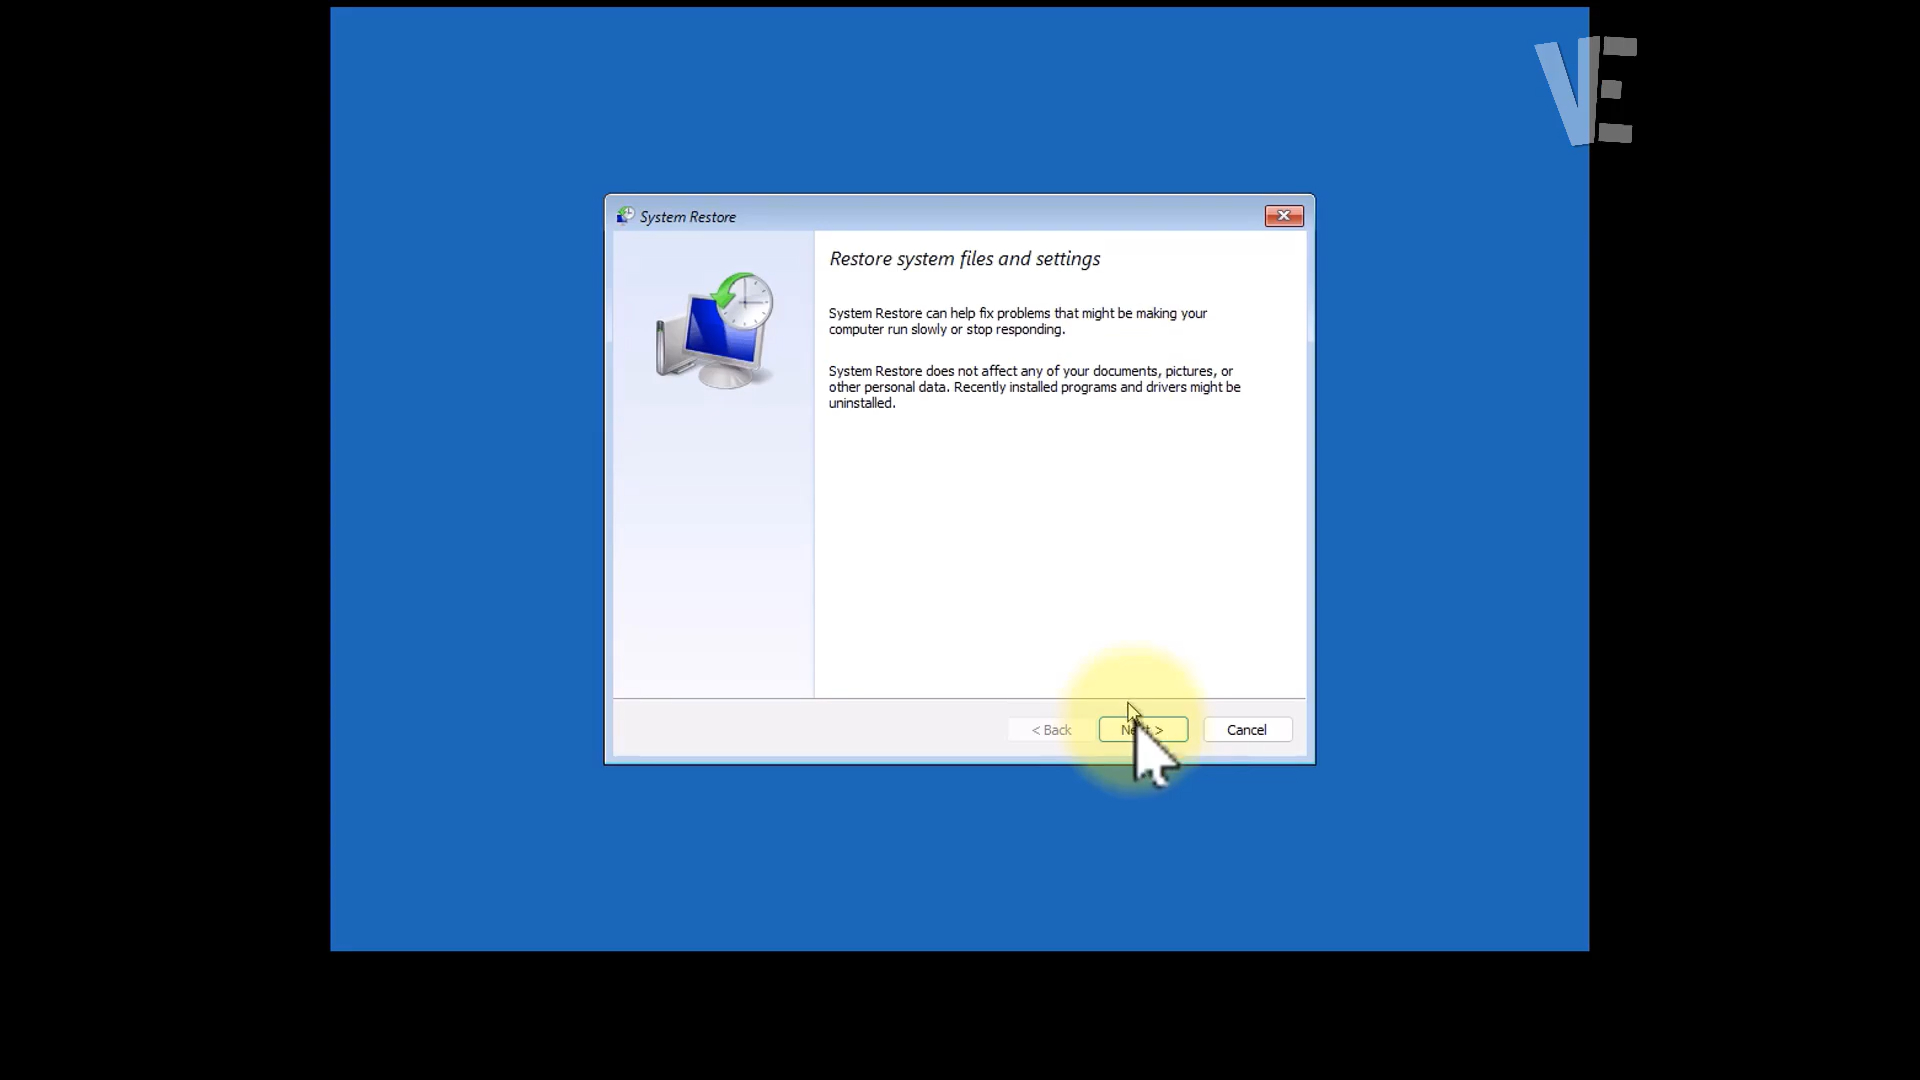 VE
System Restore
Restore system files and settings
System Restore can help fix problems that might be making your
computer run slowly or stop responding.
System Restore does not affect any of your documents, pictures, or
other personal data. Recently installed programs and drivers might be
uninstalled.
< Back
Next >
Cancel